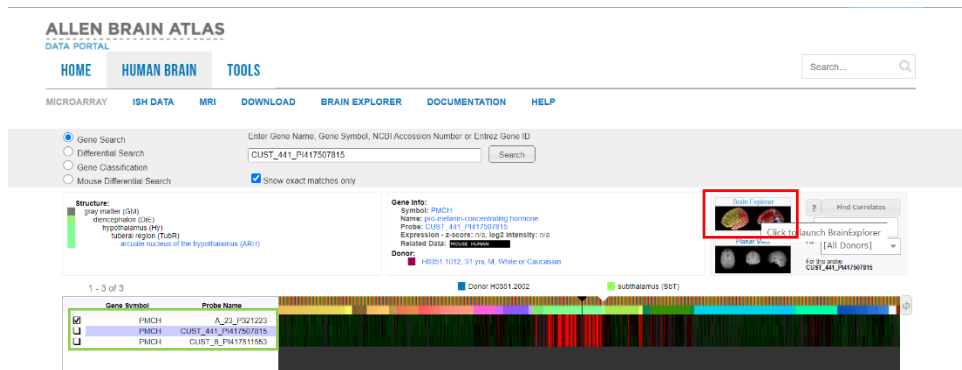 ALLEN BRAIN ATLAS
DATA PORTAL
HOME HUMAN BRAIN TOOLS
Search...
MICROARRAY ISH DATA MRI DOWNLOAD BRAIN EXPLORER DOCUMENTATION HELP
Gene Search
Differential Search
Gene Classification
Mouse Differential Search
Enter Gene Name, Gene Symbol, NCBI Accession Number or Entrez Gene ID
CUST_441_PI417507815 Search
Show exact matches only
Structure:
gray matter (GM)
diencephalon (DiE)
hypothalamus (Hy)
tuberal region (TubR)
arcuate nucleus of the hypothalamus (ARH)
Gene Info:
Symbol: PMCH
Name: pro-melanin-concentrating hormone
Probe: CUST_441_PI417507815
Expression - z-score: n/a, log2 intensity: n/a
Related Data: MOUSE HUMAN
Donor:
H0351.1012, 31 yrs, M, White or Caucasian
Brain Explorer
Planar View
? Find Correlates
Click to launch BrainExplorer
[All Donors]
For this probe:
CUST_441_PI417507815
1 - 3 of 3
Donor H0351.2002
subthalamus (SbT)
Gene Symbol Probe Name
PMCH A_23_P321223
PMCH CUST_441_PI417507815
PMCH CUST_6_PI417511553